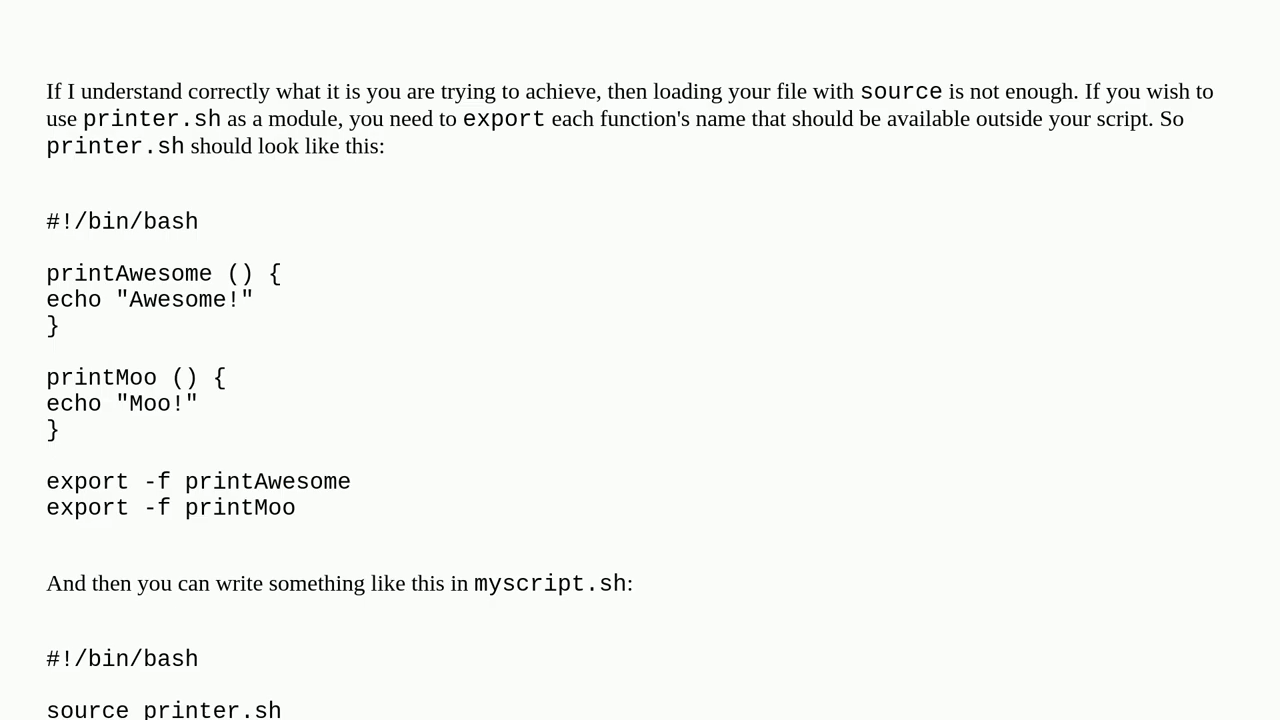 If I understand correctly what it is you are trying to achieve, then loading your file with source is not enough. If you wish to
use printer.sh as a module, you need to export each function's name that should be available outside your script. So
printer.sh should look like this:
#!/bin/bash
printAwesome () {
echo "Awesome!"
}
printMoo () {
echo "Moo!"
}
export -f printAwesome
export -f printMoo
And then you can write something like this in myscript.sh:
#!/bin/bash
source printer.sh